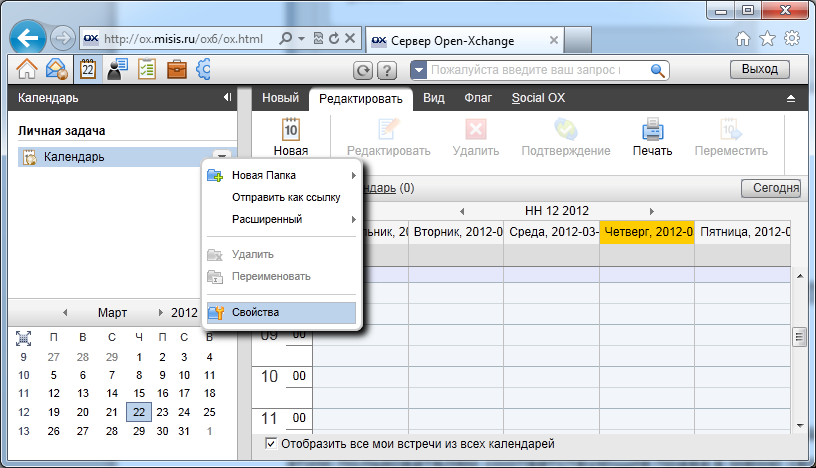 http://ox.misis.ru/ox6/ox.html
OX Сервер Open-Xchange
22
Пожалуйста введите ваш запрос
Выход
Календарь
Новый Редактировать Вид Флаг Social OX
Личная задача
Календарь
10
Новая Редактировать Удалить Подтверждение Печать Переместить
(0) Сегодня
Новая Папка
Отправить как ссылку
Расширенный
Удалить
Переименовать
Свойства
НН 12 2012
Вторник, 2012-0 Среда, 2012-03- Четверг, 2012-0 Пятница, 2012-0
Март 2012
П В С Ч П С В
9 27 28 29 1 2 3 4
10 5 6 7 8 9 10 11
11 12 13 14 15 16 17 18
12 19 20 21 22 23 24 25
13 26 27 28 29 30 31 1
09 00
10 00
11 00
Отобразить все мои встречи из всех календарей